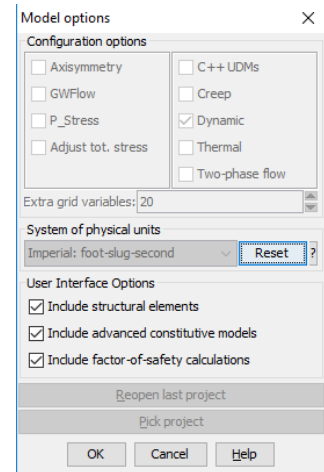 Model options
Configuration options
Axisymmetry
C++ UDMs
GWFlow
Creep
P_Stress
Dynamic
Adjust tot. stress
Thermal
Two-phase flow
Extra grid variables: 20
System of physical units
Imperial: foot-slug-second Reset ?
User Interface Options
Include structural elements
Include advanced constitutive models
Include factor-of-safety calculations
Reopen last project
Pick project
OK Cancel Help